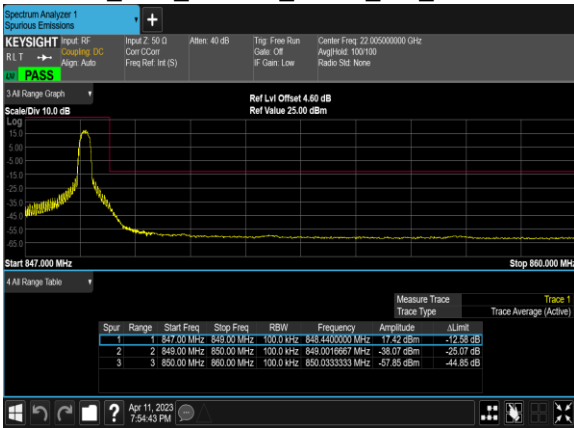 Spectrum Analyzer 1
Spurious Emissions
KEYSIGHT Input: RF Input Z: 50 Ω Atten: 40 dB Trig: Free Run Center Freq: 22.005000000 GHz
RLT Coupling: DC Corr CCorr Gate: Off Avg|Hold: 100/100
Align: Auto Freq Ref: Int (S) IF Gain: Low Radio Std: None
PASS
3 All Range Graph
Ref Lvl Offset 4.60 dB
Scale/Div 10.0 dB Ref Value 25.00 dBm
Log
15.0
5.00
-5.00
-15.0
-25.0
-35.0
-45.0
-55.0
-65.0
Start 847.000 MHz Stop 860.000 MHz
4 All Range Table
Measure Trace Trace 1
Trace Type Trace Average (Active)
Spur Range Start Freq Stop Freq RBW Frequency Amplitude ΔLimit
1 1 847.00 MHz 849.00 MHz 100.0 kHz 848.4400000 MHz 17.42 dBm -12.58 dB
2 2 849.00 MHz 850.00 MHz 100.0 kHz 849.0016667 MHz -38.07 dBm -25.07 dB
3 3 850.00 MHz 860.00 MHz 100.0 kHz 850.0333333 MHz -57.85 dBm -44.85 dB
Apr 11, 2023
7:54:43 PM